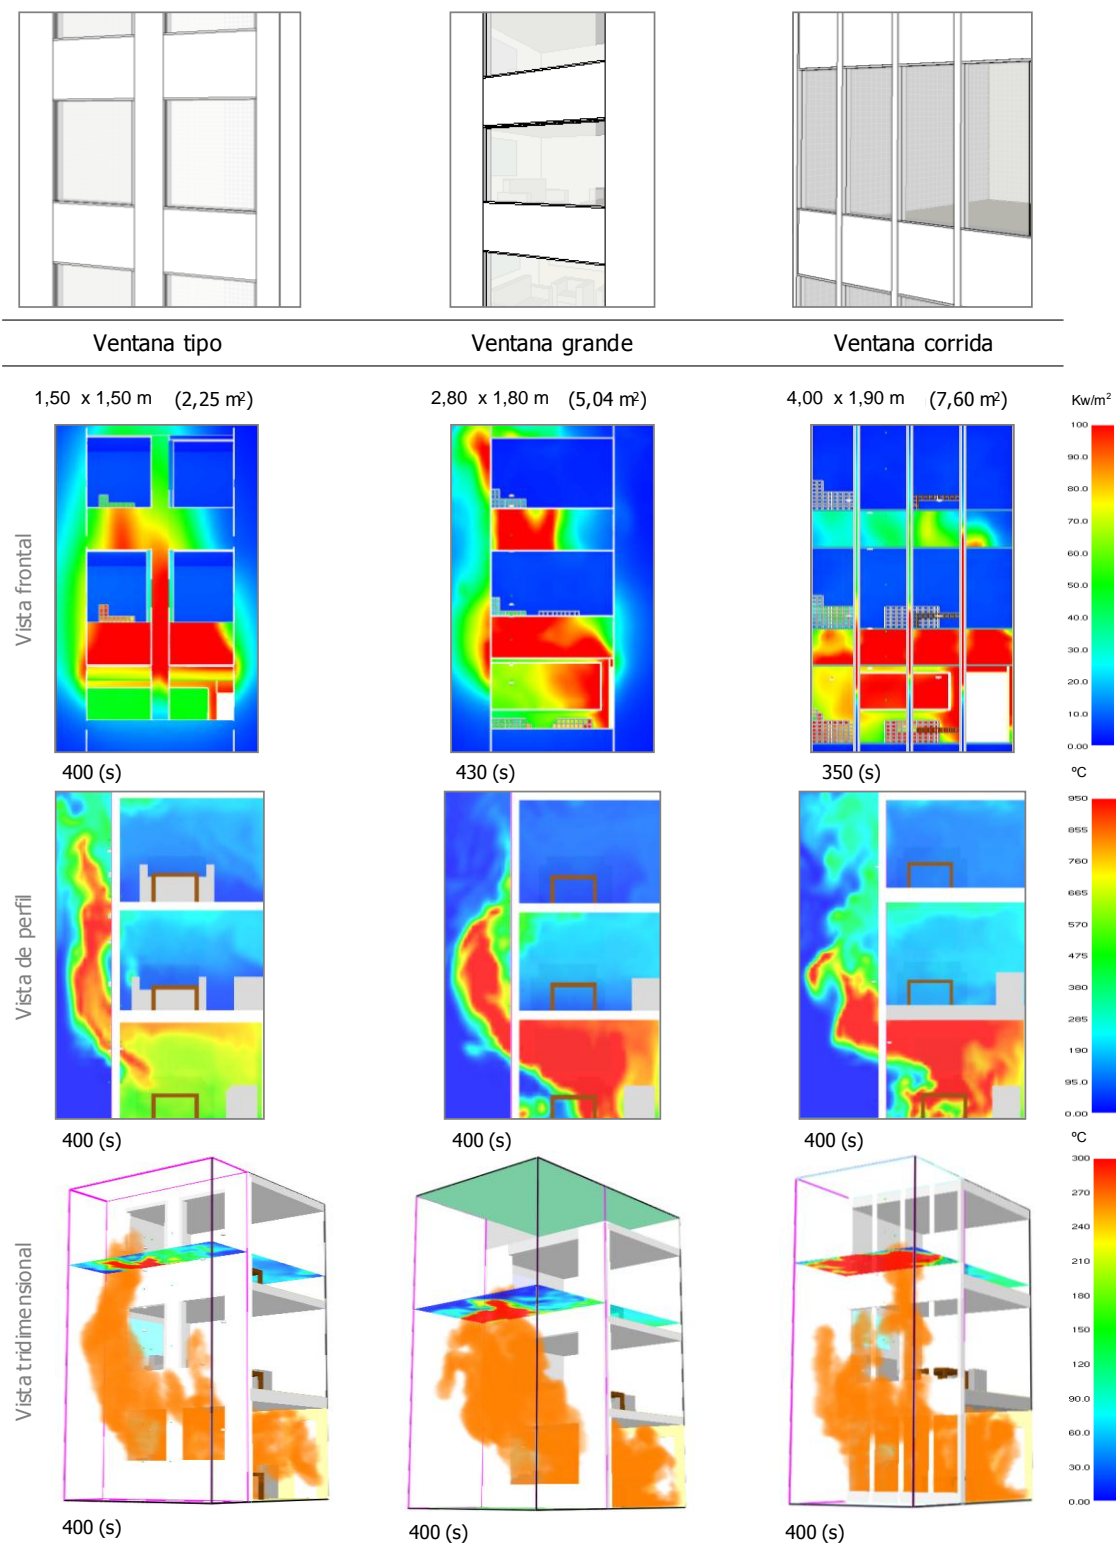 Ventana tipo
Ventana grande
Ventana corrida
1,50 x 1,50 m (2,25 m²)
2,80 x 1,80 m (5,04 m²)
4,00 x 1,90 m (7,60 m²)
Kw/m²
100
90.0
80.0
70.0
60.0
50.0
40.0
30.0
20.0
10.0
0.00
Vista frontal
400 (s)
430 (s)
350 (s)
ºC
950
855
760
665
570
475
380
285
190
95.0
0.00
Vista de perfil
400 (s)
400 (s)
400 (s)
ºC
300
270
240
210
180
150
120
90.0
60.0
30.0
0.00
Vista tridimensional
400 (s)
400 (s)
400 (s)